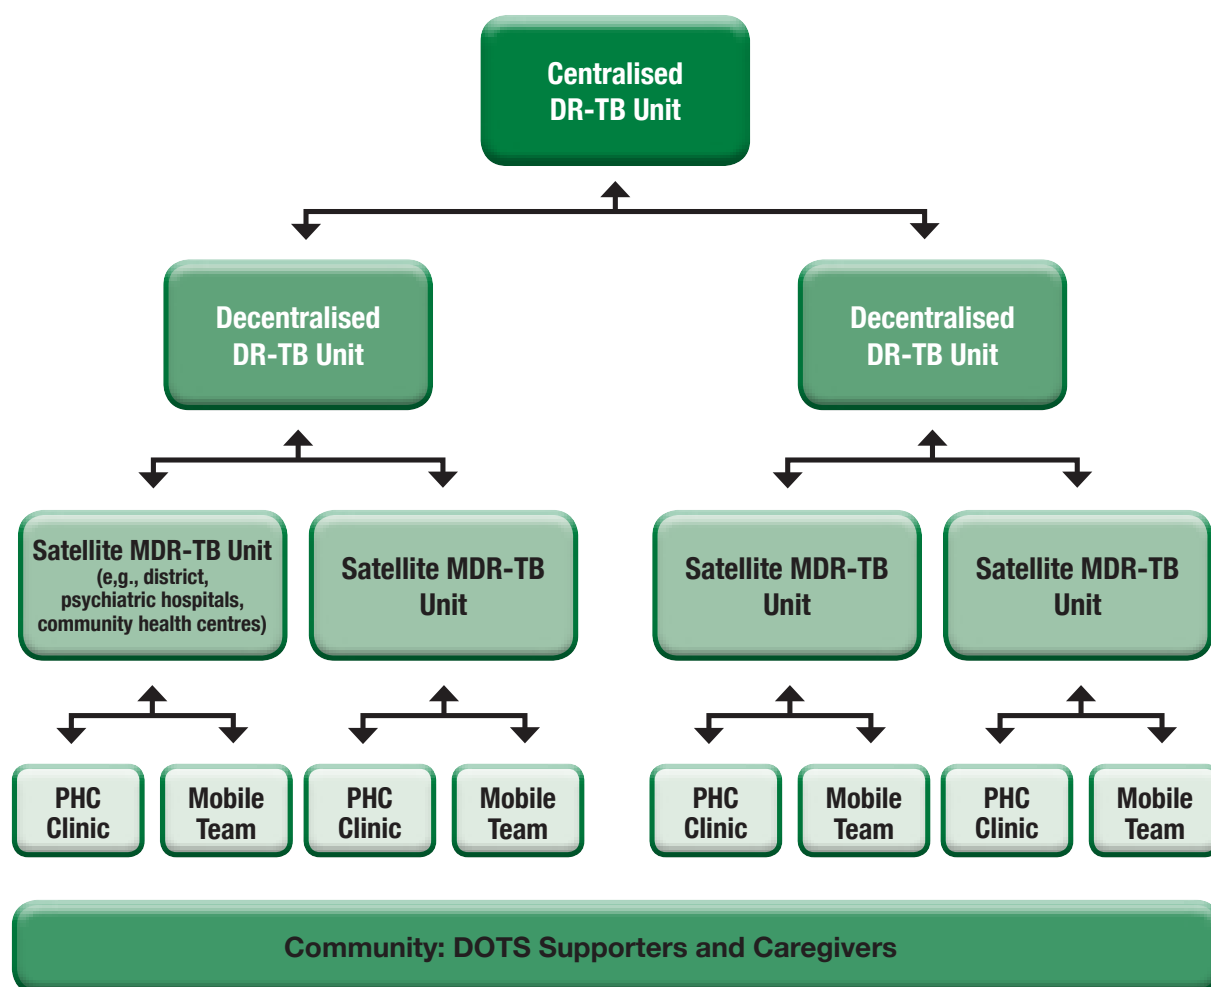 Centralised
DR-TB Unit
Decentralised
DR-TB Unit
Decentralised
DR-TB Unit
Satellite MDR-TB Unit
(e,g., district,
psychiatric hospitals,
community health centres)
Satellite MDR-TB
Unit
Satellite MDR-TB
Unit
Satellite MDR-TB
Unit
PHC
Clinic
Mobile
Team
PHC
Clinic
Mobile
Team
PHC
Clinic
Mobile
Team
PHC
Clinic
Mobile
Team
Community: DOTS Supporters and Caregivers